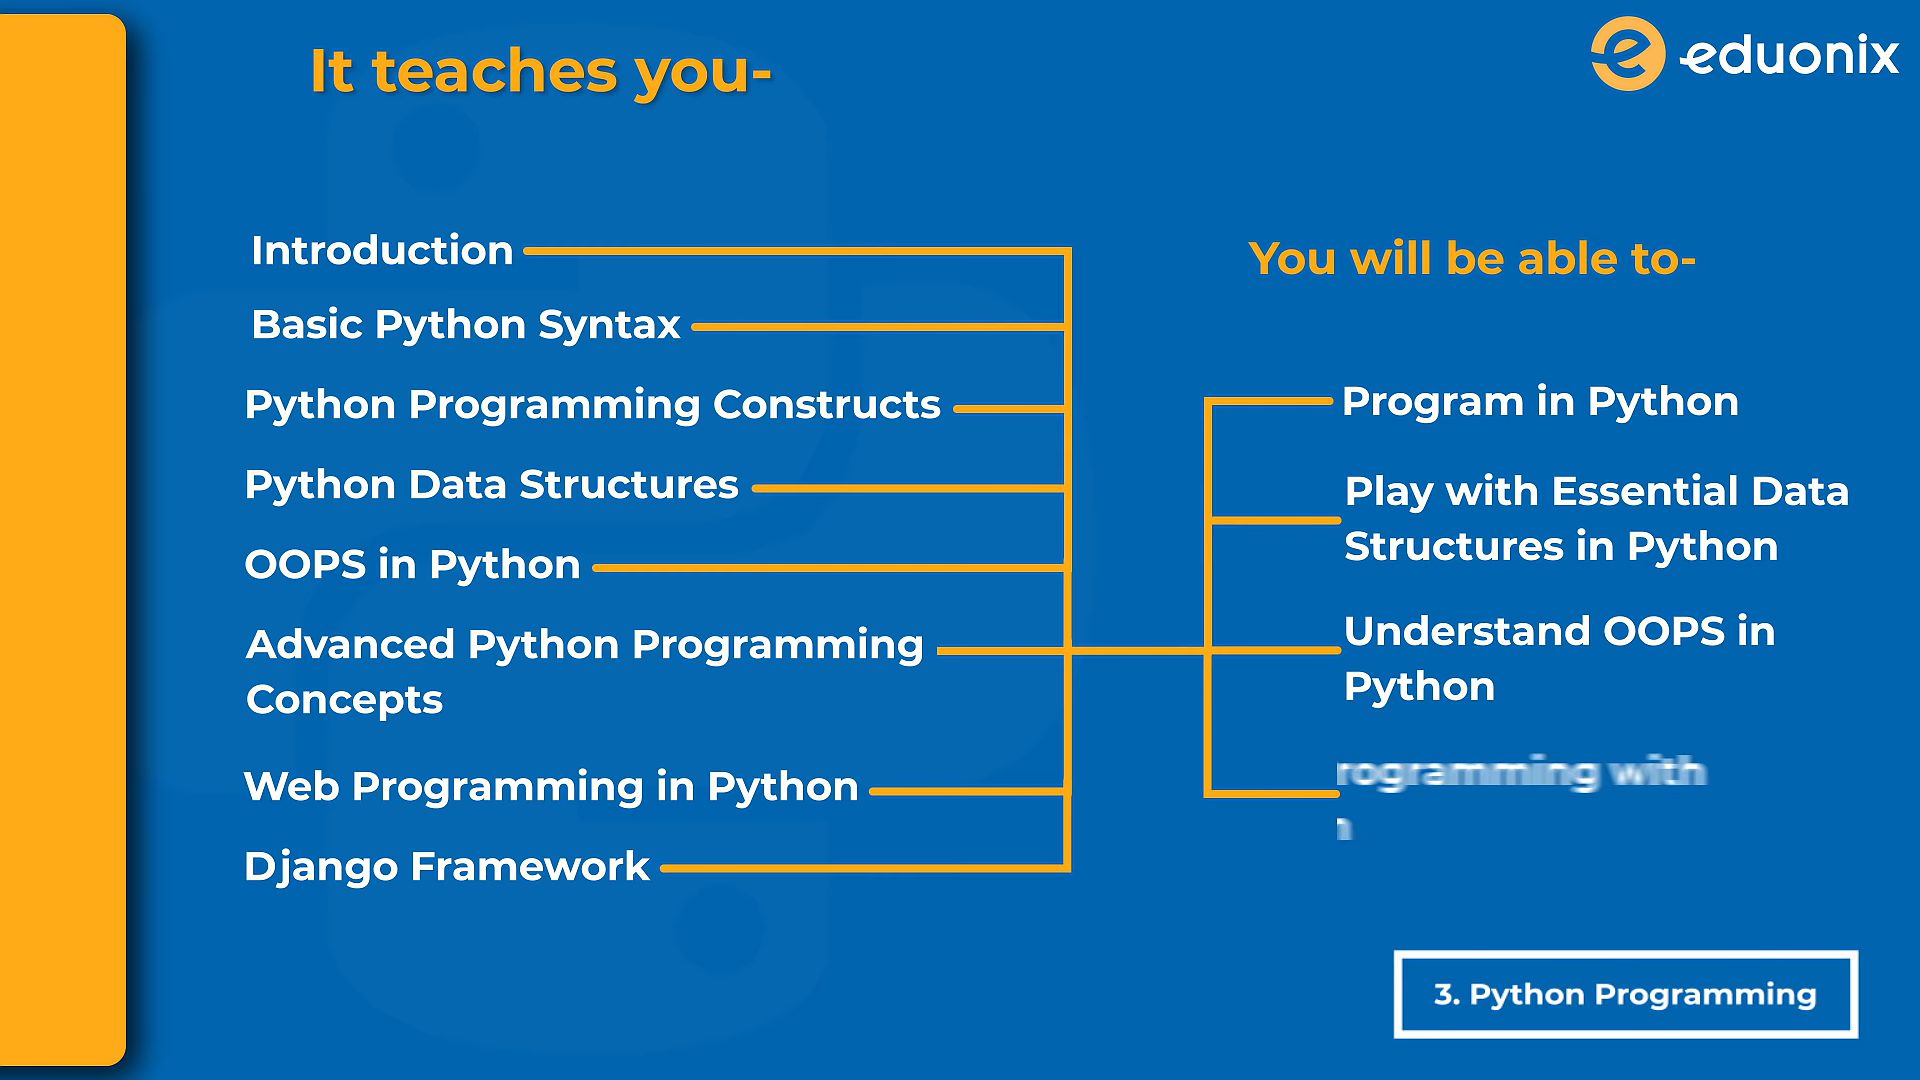 It teaches you-
eduonix
Introduction
Basic Python Syntax
Python Programming Constructs
Python Data Structures
OOPS in Python
Advanced Python Programming
Concepts
Web Programming in Python
Django Framework
You will be able to-
Program in Python
Play with Essential Data
Structures in Python
Understand OOPS in
Python
with
3. Python Programming